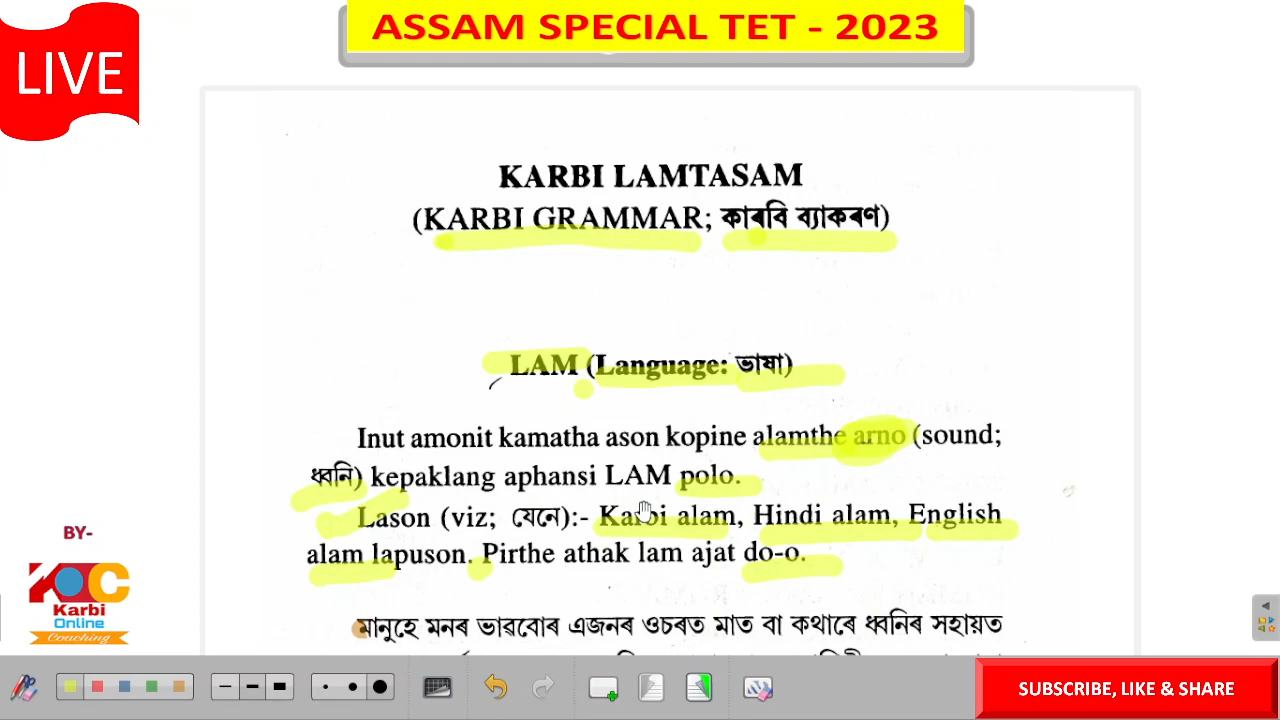 ASSAM SPECIAL TET - 2023
LIVE
KARBI LAMTASAM
(KARBI GRAMMAR; কাৰবি ব্যাকৰণ)
LAM (Language: ভাষা)
Inut amonit kamatha ason kopine alamthe arno (sound;
ধ্বনি) kepaklang aphansi LAM polo.
Lason (viz; যেনে):- Karbi alam, Hindi alam, English
alam lapuson. Pirthe athak lam ajat do-o.
মানুহে মনৰ ভাৱবোৰ এজনৰ ওচৰত মাত বা কথাৰে ধ্বনিৰ সহায়ত
BY-
KOC
Karbi
Online
Coaching
SUBSCRIBE, LIKE & SHARE